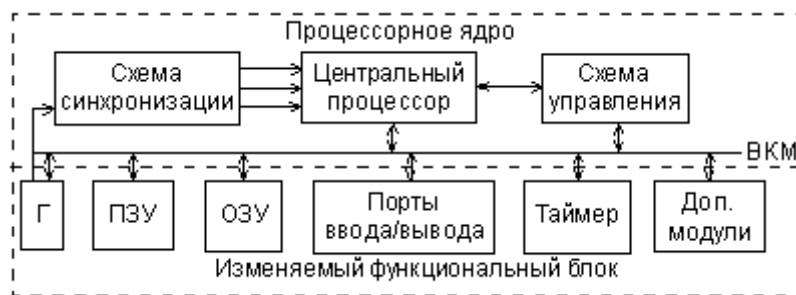 Процессорное ядро
Схема
синхронизации
Центральный
процессор
Схема
управления
ВКМ
Г
ПЗУ
ОЗУ
Порты
ввода/вывода
Таймер
Доп.
модули
Изменяемый функциональный блок